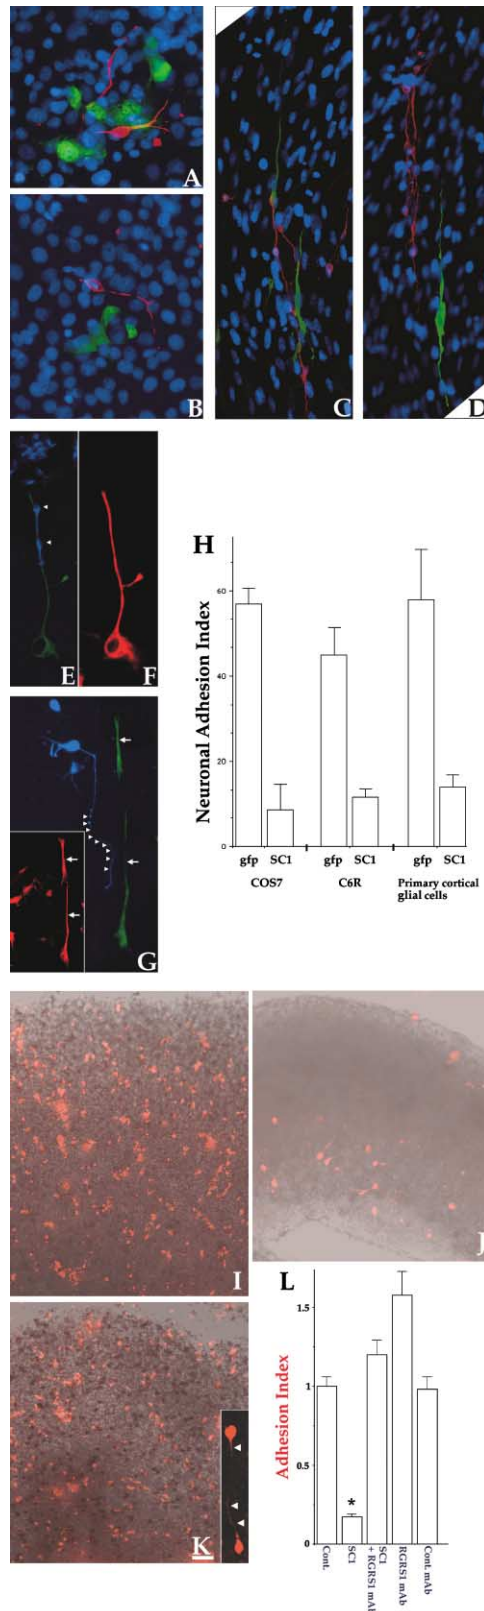 A
B
C
D
E
F
G
H
Neuronal Adhesion Index
60
40
20
0
gfp SC1 gfp SC1 gfp SC1
COS7 C6R Primary cortical
glial cells
I
J
K
L
Adhesion Index
1.5
1
0.5
0
*
Cont.
SC1
SC1
+ RGRS1 mAb
RGRS1 mAb
Cont. mAb